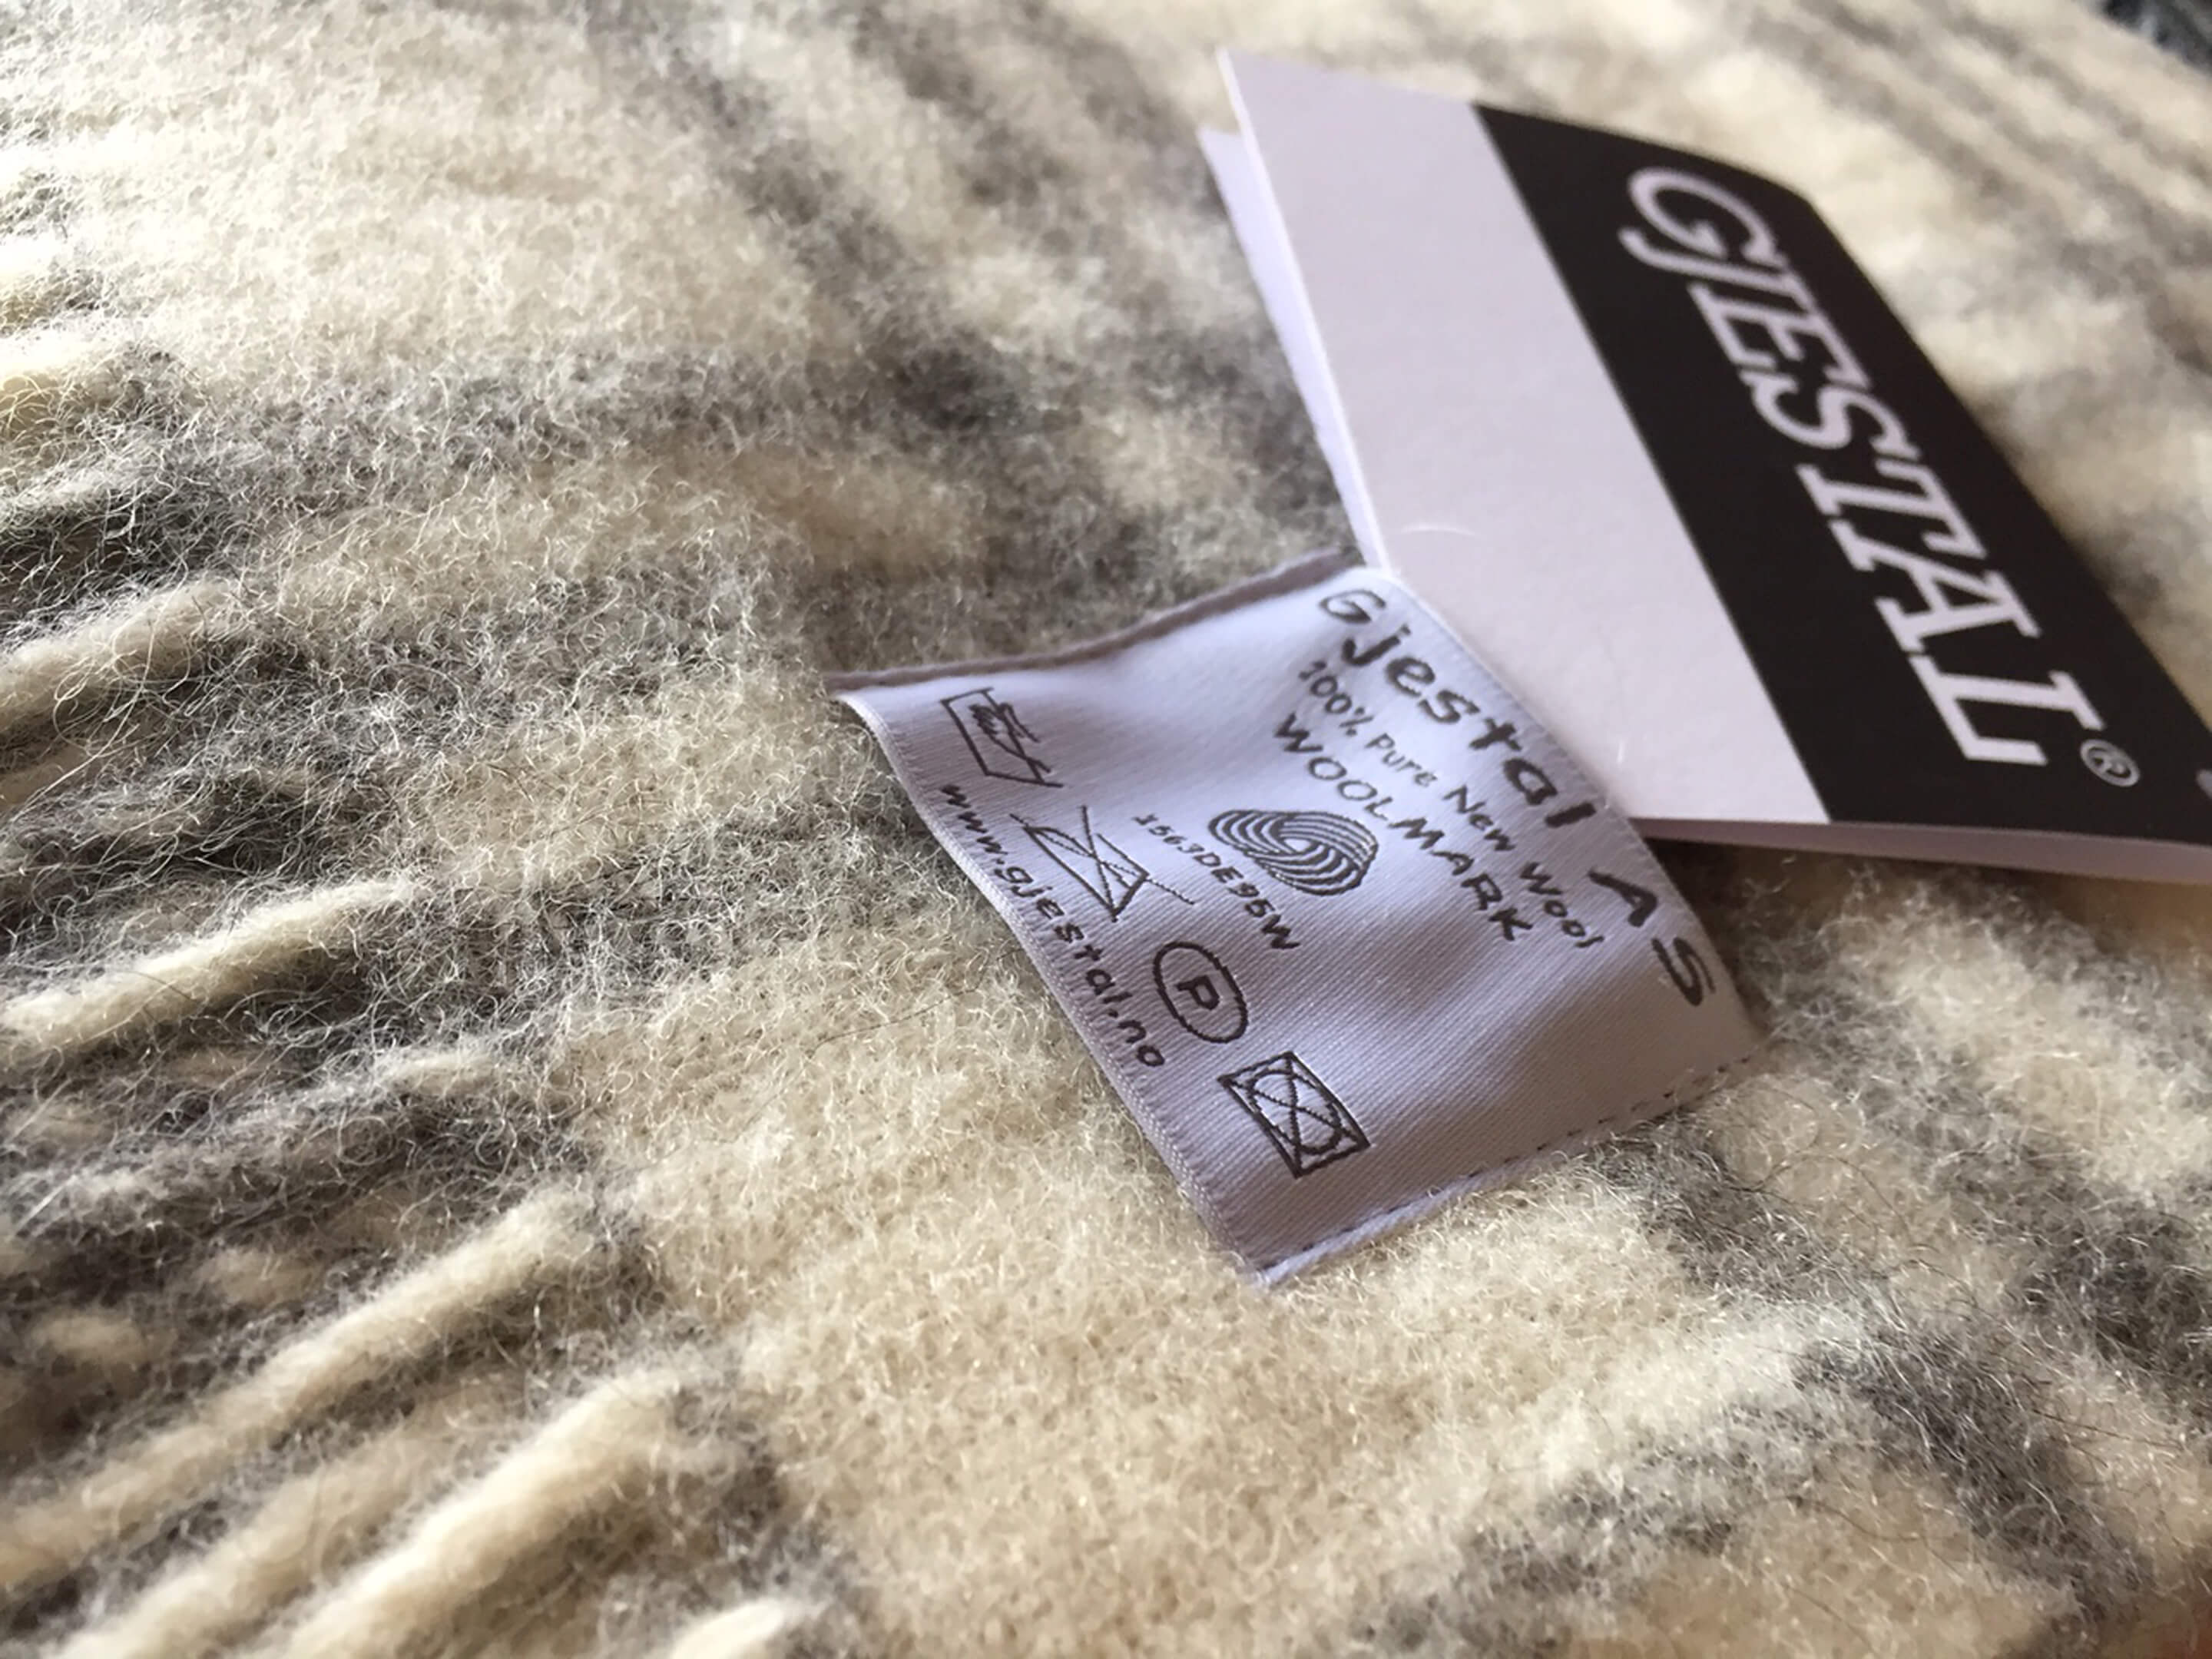 GJESTAL®
Gjestal AS
100% Pure New Wool
WOOLMARK
1563DE95W
P
www.gjestal.no